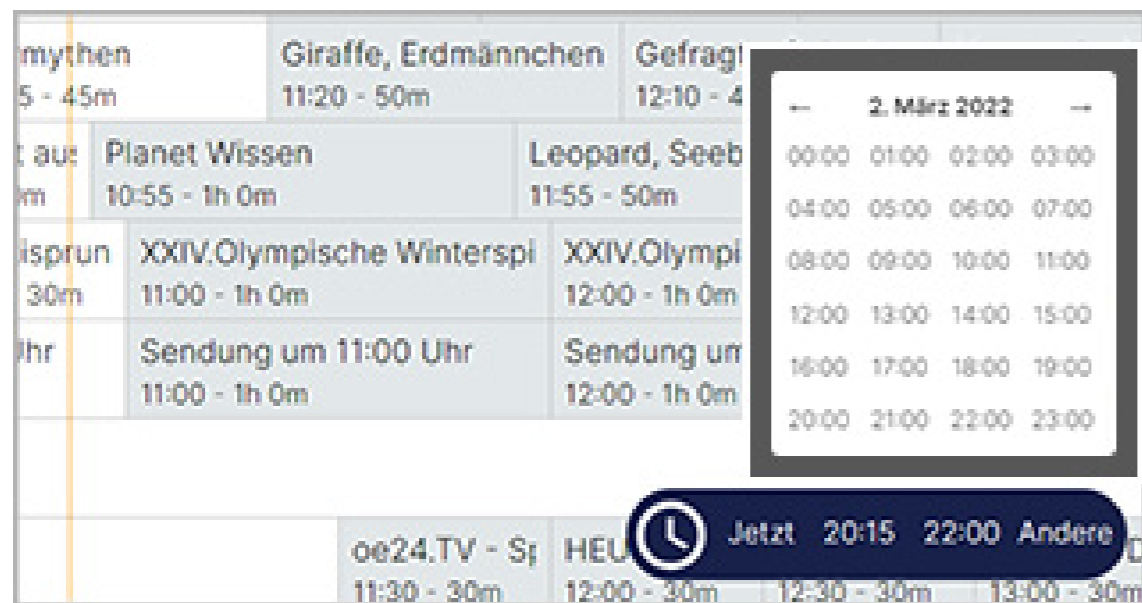 mythen
5 - 45m
Giraffe, Erdmännchen
11:20 - 50m
12:10 - 4
Planet Wissen
10:55 - 1h 0m
Leopard, Seeb
11:55 - 50m
isprun
30m
XXIV.Olympische Winterspi
11:00 - 1h 0m
XXIV.Olympi
12:00 - 1h 0m
Uhr
Sendung um 11:00 Uhr
11:00 - 1h 0m
Sendung um
12:00 - 1h 0m
oe24.TV - Sp
11:30 - 30m
HEU
12:00 - 30m
12:30 - 30m
13:00 - 30m
← 2. März 2022 →
00:00 01:00 02:00 03:00
04:00 05:00 06:00 07:00
08:00 09:00 10:00 11:00
12:00 13:00 14:00 15:00
16:00 17:00 18:00 19:00
20:00 21:00 22:00 23:00
Jetzt 20:15 22:00 Andere